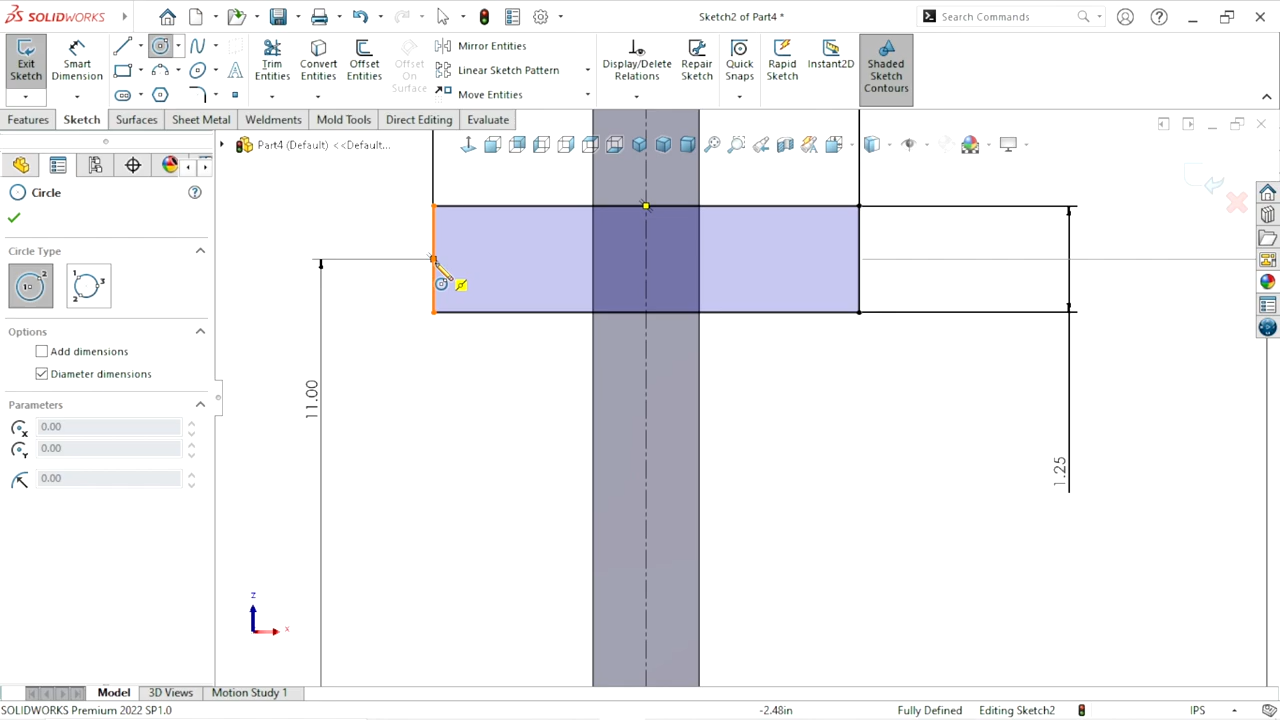 SOLIDWORKS
Sketch2 of Part4 *
Search Commands
Exit Sketch
Smart Dimension
Trim Entities
Convert Entities
Offset Entities
Offset On Surface
Mirror Entities
Linear Sketch Pattern
Move Entities
Display/Delete Relations
Repair Sketch
Quick Snaps
Rapid Sketch
Instant2D
Shaded Sketch Contours
Features
Sketch
Surfaces
Sheet Metal
Weldments
Mold Tools
Direct Editing
Evaluate
Part4 (Default) <<Default...
Circle
Circle Type
Options
Add dimensions
Diameter dimensions
Parameters
0.00
0.00
0.00
11.00
1.25
z
x
Model
3D Views
Motion Study 1
SOLIDWORKS Premium 2022 SP1.0
-2.48in
Fully Defined
Editing Sketch2
IPS